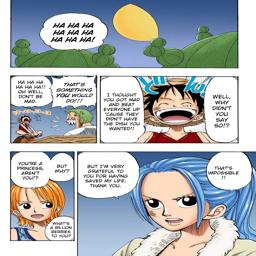 HA HA HA
HA HA HA
HA HA HA!
WELL,
WHY
DIDN'T
YOU SAY
SO!?
I THOUGHT
YOU GOT
MAD AND
BEAT
EVERYONE UP
'CAUSE THEY
DIDN'T HAVE
THE DISH
YOU WANTED!!
THAT'S
SOMETHING
YOU WOULD
DO!!!
HA HA HA
HA HA HA!!
OH WELL,
DON'T
BE MAD.
THAT'S
IMPOSSIBLE
!!
BUT I'M VERY
GRATEFUL TO
YOU FOR HAVING
SAVED MY LIFE,
THANK YOU.
BUT
WHY?
YOU'RE A
PRINCESS,
AREN'T
YOU?
WHAT'S
A BILLION
BERRIES
TO YOU?